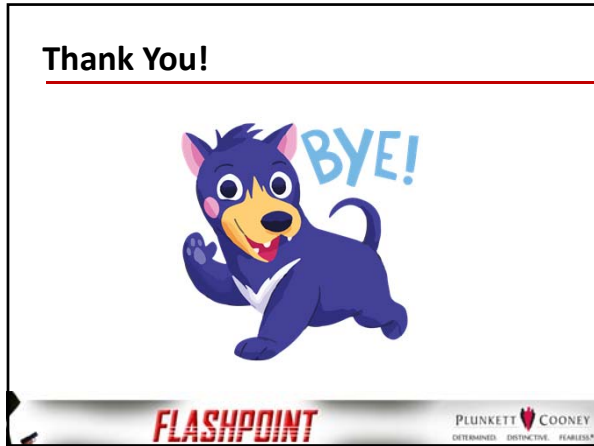 Thank You!
BYE!
FLASHPOINT
PLUNKETT COONEY
DETERMINED. DISTINCTIVE. FEARLESS.